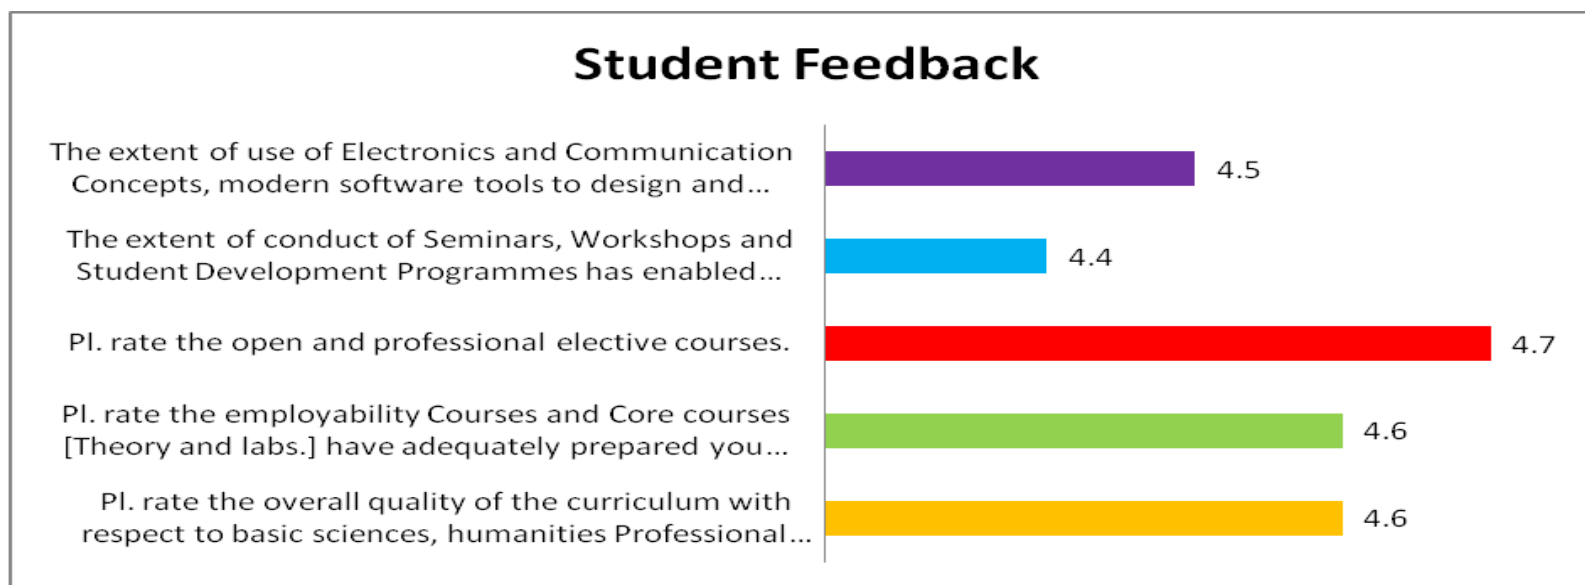 Student Feedback
The extent of use of Electronics and Communication
Concepts, modern software tools to design and...
4.5
The extent of conduct of Seminars, Workshops and
Student Development Programmes has enabled...
4.4
Pl. rate the open and professional elective courses.
4.7
Pl. rate the employability Courses and Core courses
[Theory and labs.] have adequately prepared you...
4.6
Pl. rate the overall quality of the curriculum with
respect to basic sciences, humanities Professional...
4.6